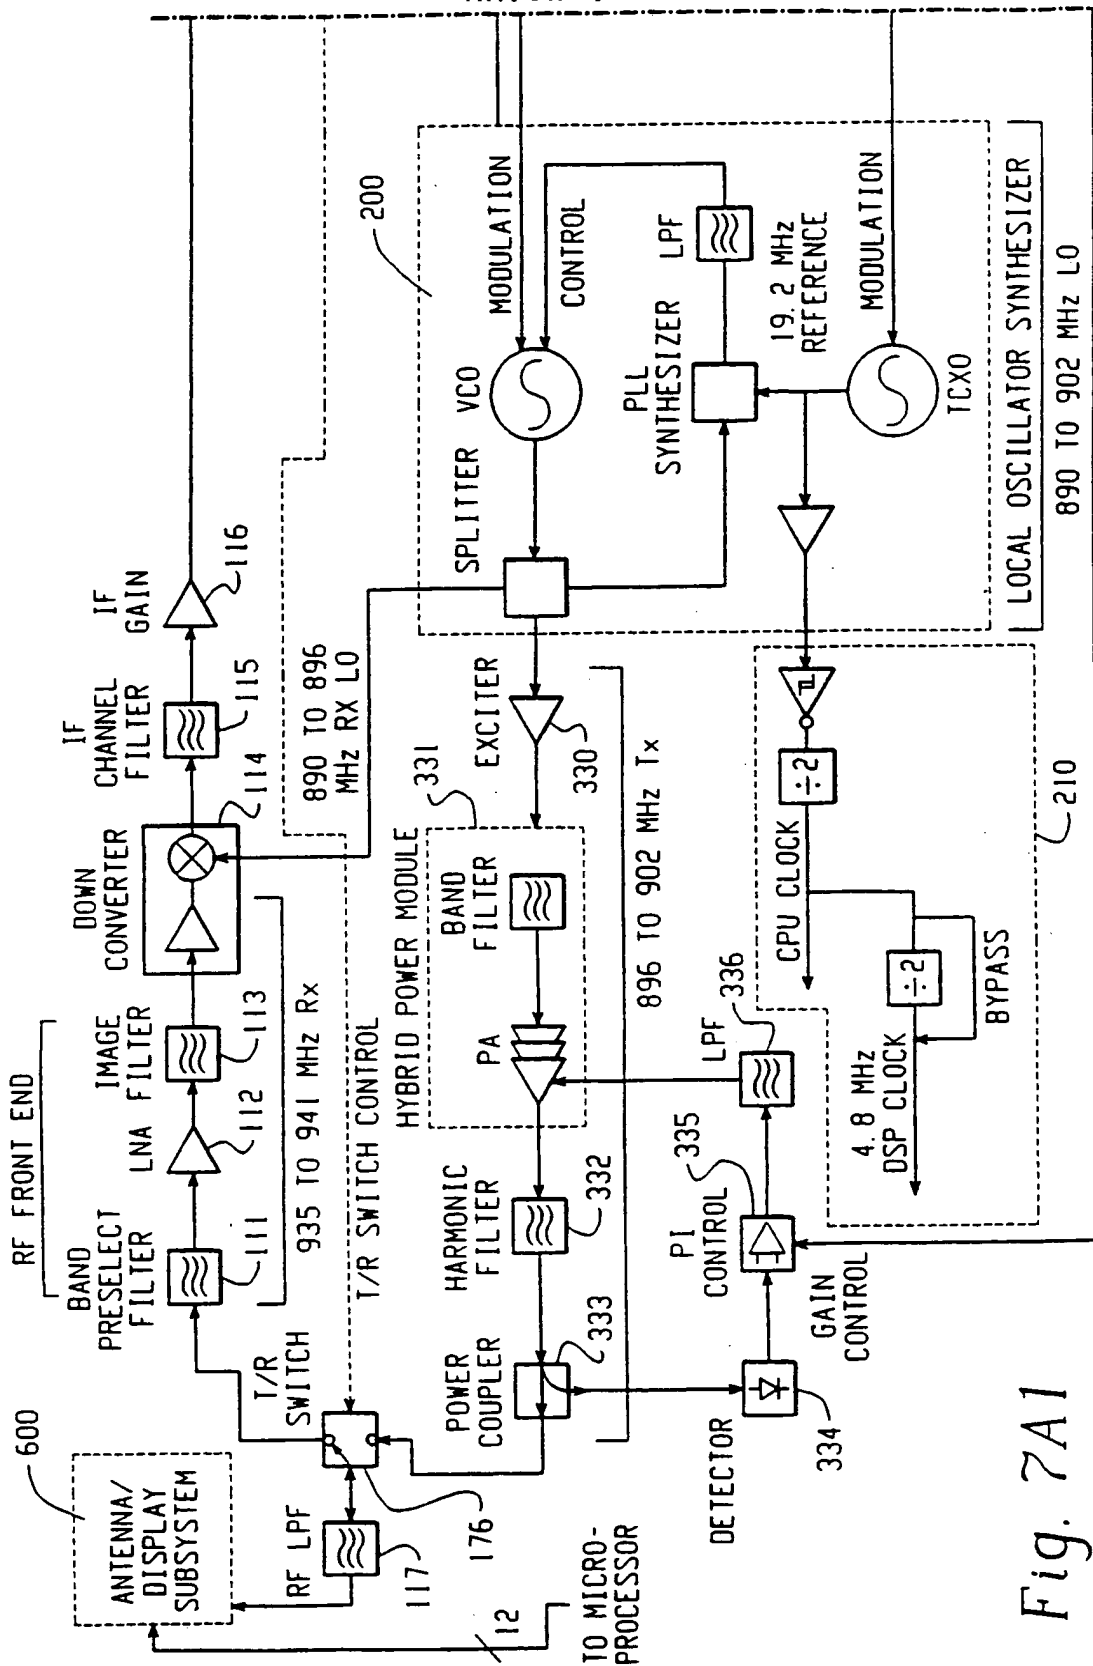 600
ANTENNA/
DISPLAY
SUBSYSTEM
RF LPF
117
176
12
TO MICRO-
PROCESSOR
T/R
SWITCH
T/R SWITCH CONTROL
RF FRONT END
BAND
PRESELECT
FILTER
111
LNA
112
IMAGE
FILTER
113
935 TO 941 MHz Rx
DOWN
CONVERTER
114
IF
CHANNEL
FILTER
115
IF
GAIN
116
890 TO 896
MHz RX LO
POWER
COUPLER
333
HARMONIC
FILTER
332
HYBRID POWER MODULE
331
PA
BAND
FILTER
EXCITER
330
896 TO 902 MHz Tx
SPLITTER
VCO
MODULATION
CONTROL
200
PLL
SYNTHESIZER
LPF
19.2 MHz
REFERENCE
TCXO
MODULATION
LOCAL OSCILLATOR SYNTHESIZER
890 TO 902 MHz LO
DETECTOR
334
PI
CONTROL
335
GAIN
CONTROL
LPF
336
CPU CLOCK
÷2
÷2
4.8 MHz
DSP CLOCK
BYPASS
210
Fig. 7A1